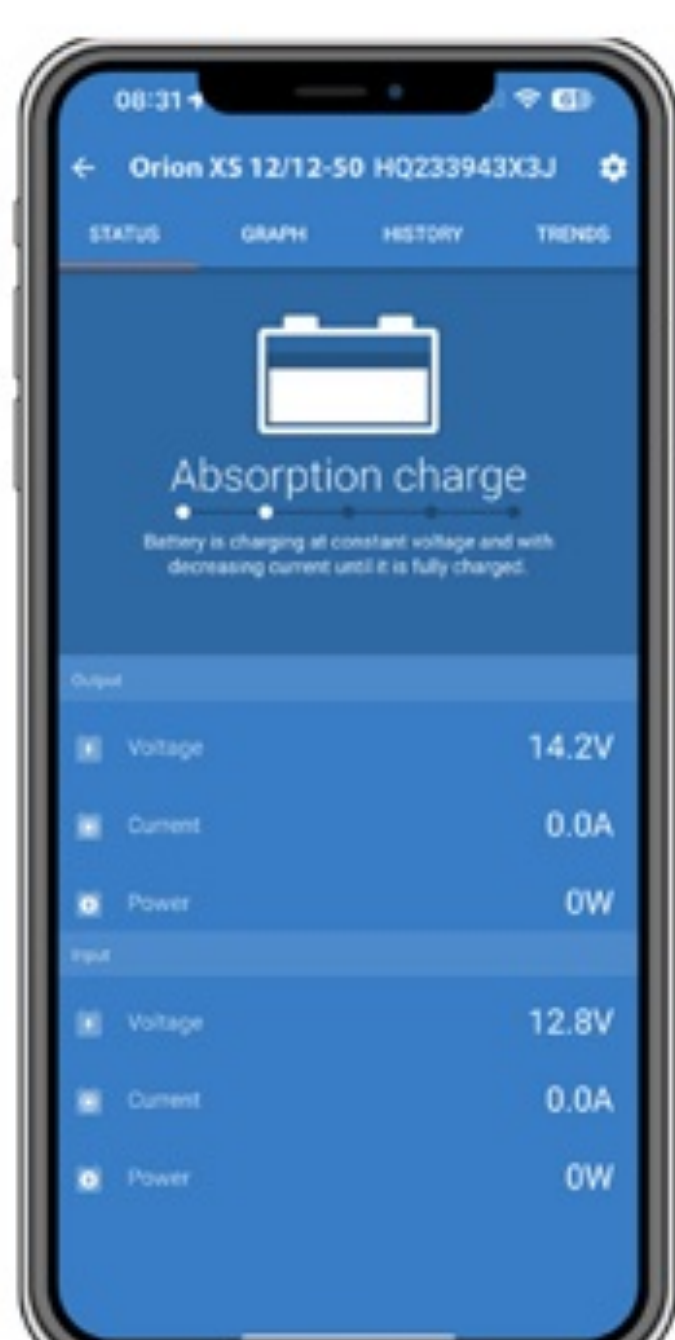 08:31
Orion XS 12/12-50 HQ233943X3J
STATUS GRAPH HISTORY TRENDS
Absorption charge
Battery is charging at constant voltage and with
decreasing current until it is fully charged.
Output
Voltage 14.2V
Current 0.0A
Power 0W
Input
Voltage 12.8V
Current 0.0A
Power 0W